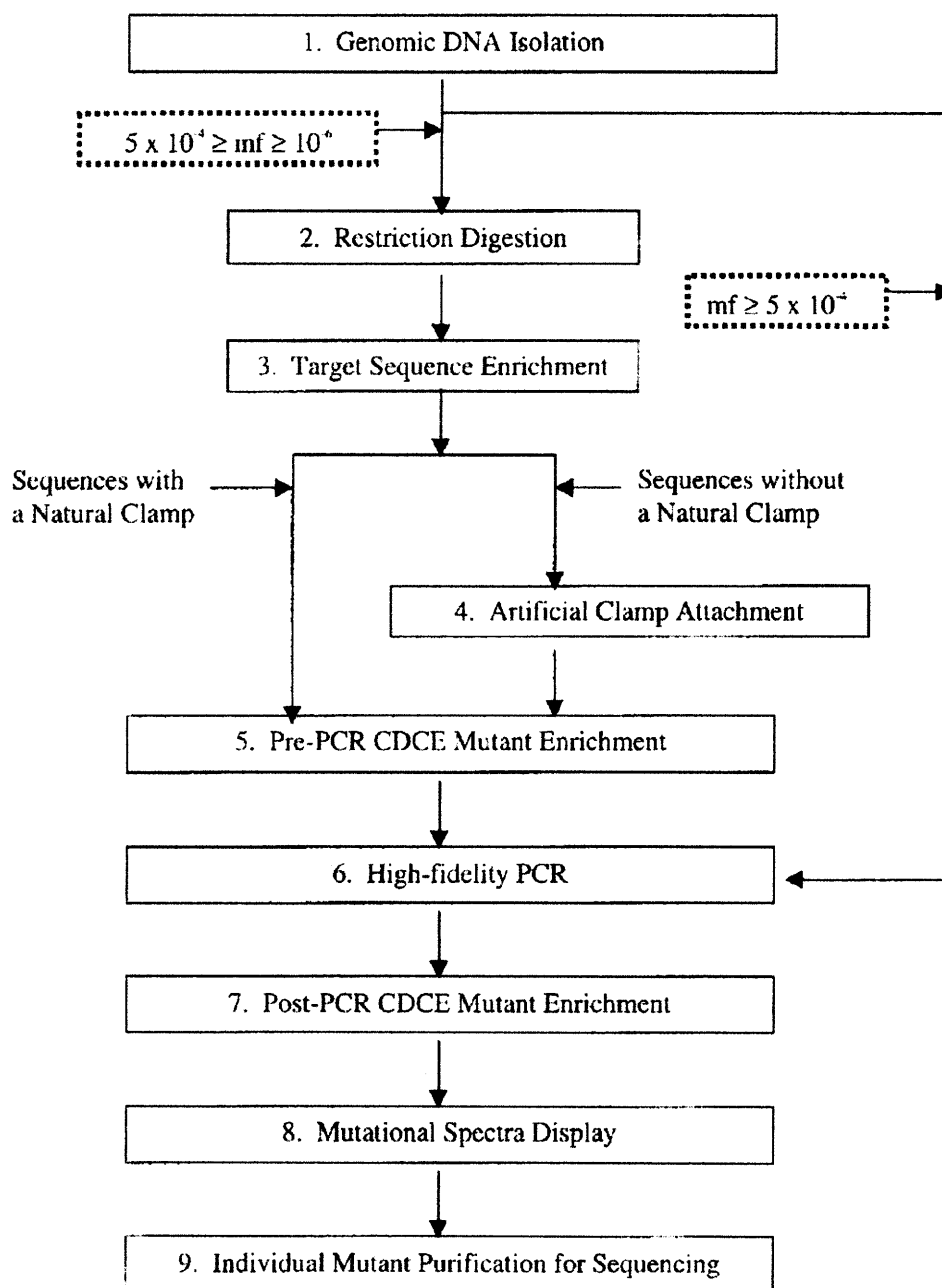 1. Genomic DNA Isolation
5 x 10⁻⁴ ≥ mf ≥ 10⁻⁶
2. Restriction Digestion
mf ≥ 5 x 10⁻⁴
3. Target Sequence Enrichment
Sequences with
a Natural Clamp
Sequences without
a Natural Clamp
4. Artificial Clamp Attachment
5. Pre-PCR CDCE Mutant Enrichment
6. High-fidelity PCR
7. Post-PCR CDCE Mutant Enrichment
8. Mutational Spectra Display
9. Individual Mutant Purification for Sequencing